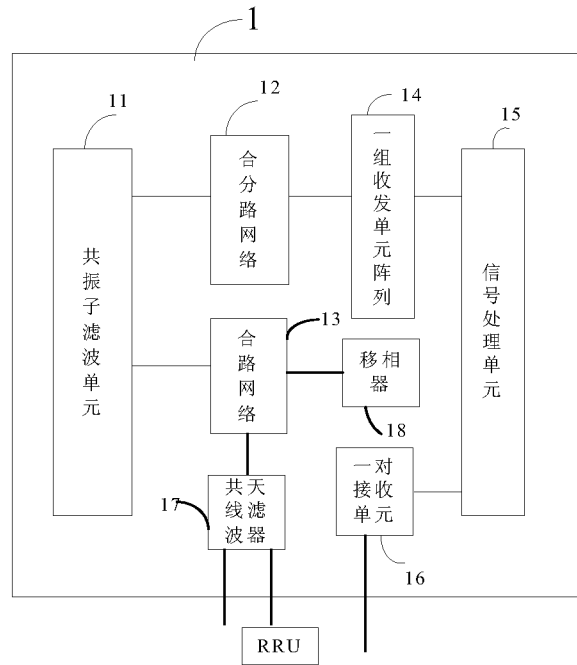 1
11
12
14
15
共振子滤波单元
合分路网络
一组收发单元阵列
信号处理单元
13
合路网络
移相
器
18
17
共天
线滤
波器
一对
接收
单元
16
RRU